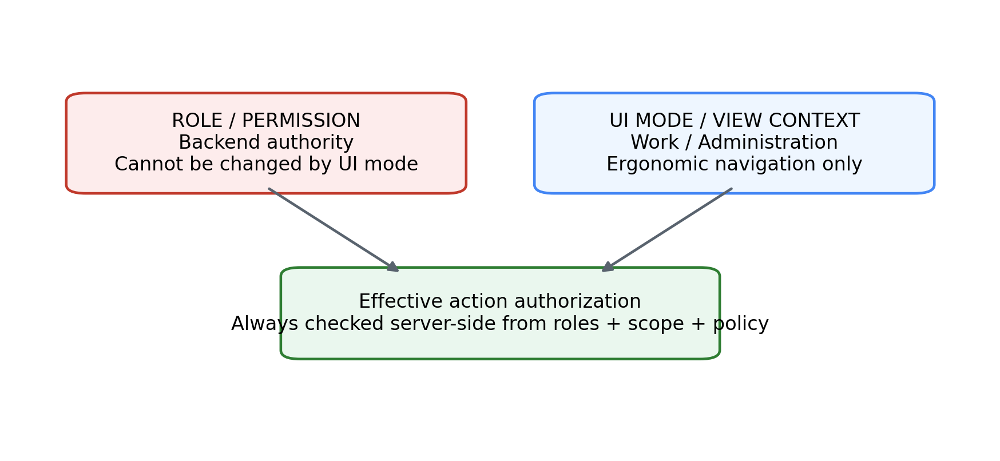 ROLE / PERMISSION
Backend authority
Cannot be changed by UI mode
UI MODE / VIEW CONTEXT
Work / Administration
Ergonomic navigation only
Effective action authorization
Always checked server-side from roles + scope + policy